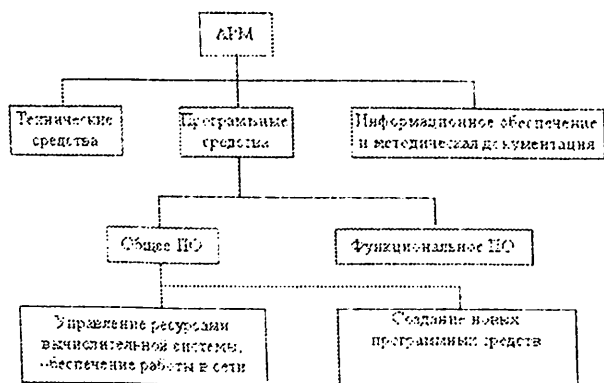 АРМ
Технические
средства
Програмные
средства
Информационное обеспечение
и методическая документация
Общее ПО
Функциональное ПО
Управление ресурсами
вычислительной системы,
обеспечение работы в сети
Создание новых
программных средств